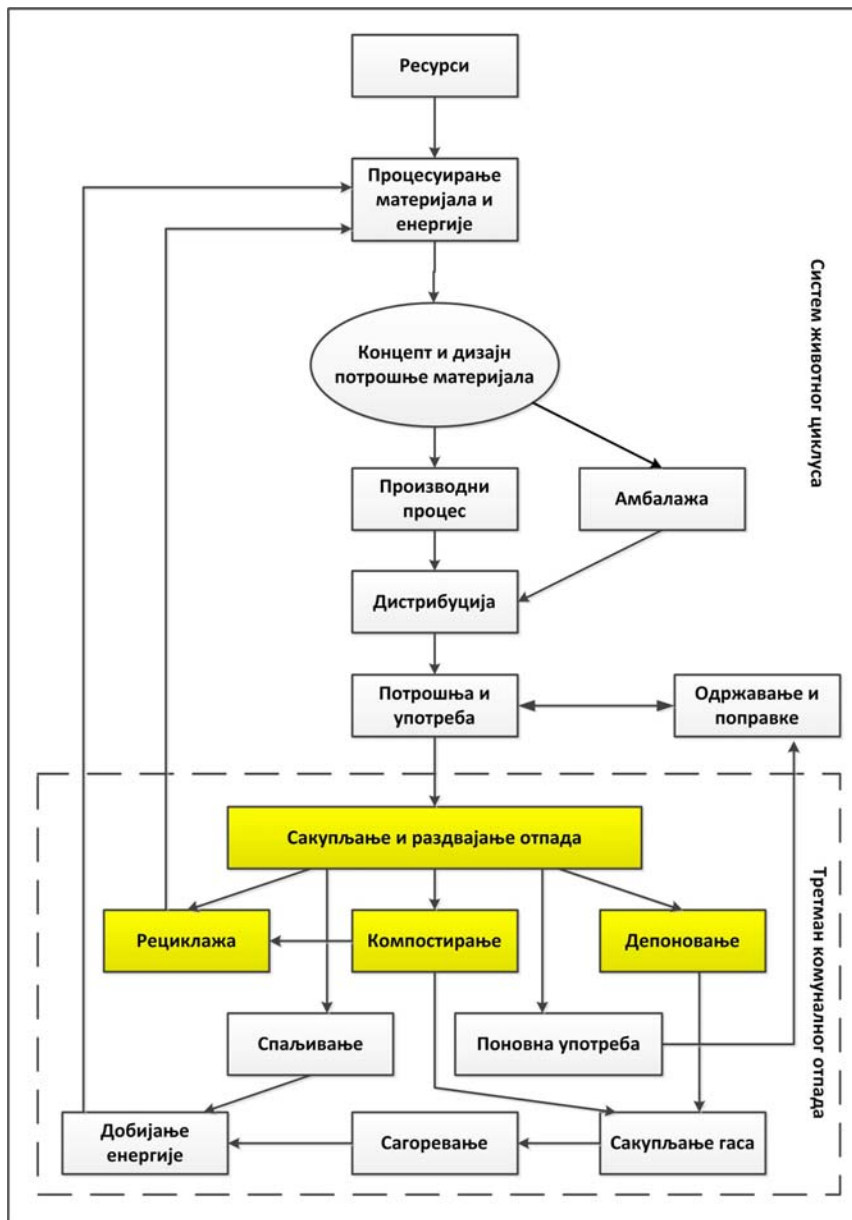 Ресурси
Процесуирање
материјала и
енергије
Концепт и дизајн
потрошње материјала
Производни
процес
Амбалажа
Дистрибуција
Потрошња и
употреба
Одржавање и
поправке
Систем животног циклуса
Сакупљање и раздвајање отпада
Рециклажа
Компостирање
Депоновање
Спаљивање
Поновна употреба
Добијање
енергије
Сагоревање
Сакупљање гаса
Третман комуналног отпада